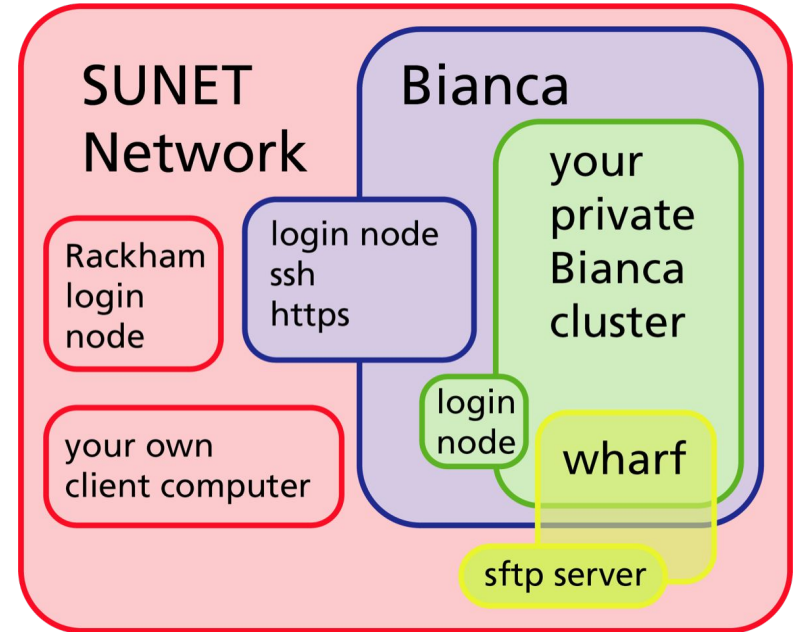 SUNET
Network
Bianca
your
private
Bianca
cluster
login node
ssh
https
Rackham
login
node
login
node
your own
client computer
wharf
sftp server